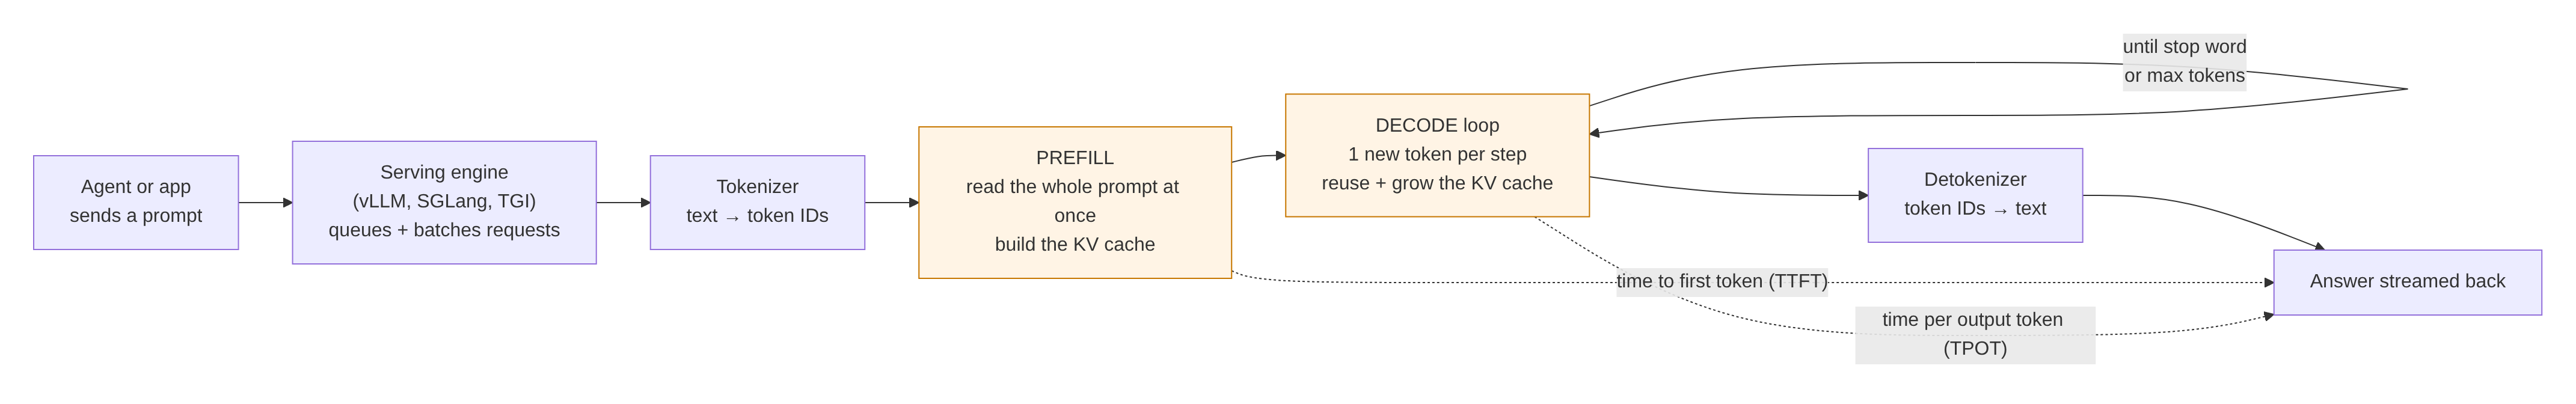 Agent or app
sends a prompt
Serving engine
(vLLM, SGLang, TGI)
queues + batches requests
Tokenizer
text → token IDs
PREFILL
read the whole prompt at
once
build the KV cache
DECODE loop
1 new token per step
reuse + grow the KV cache
until stop word
or max tokens
Detokenizer
token IDs → text
time to first token (TTFT)
time per output token
(TPOT)
Answer streamed back